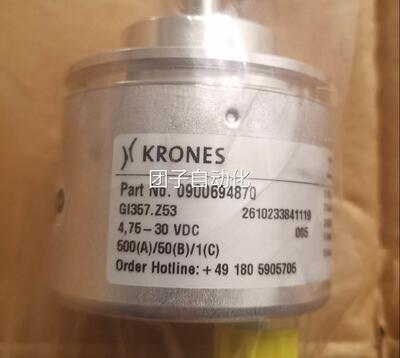 KRONES
Part No. 0900694870
GI357.Z53 2610233841119
4,75-30 VDC 005
500(A)/50(B)/1(C)
Order Hotline: +49 180 5905705
团子自动化